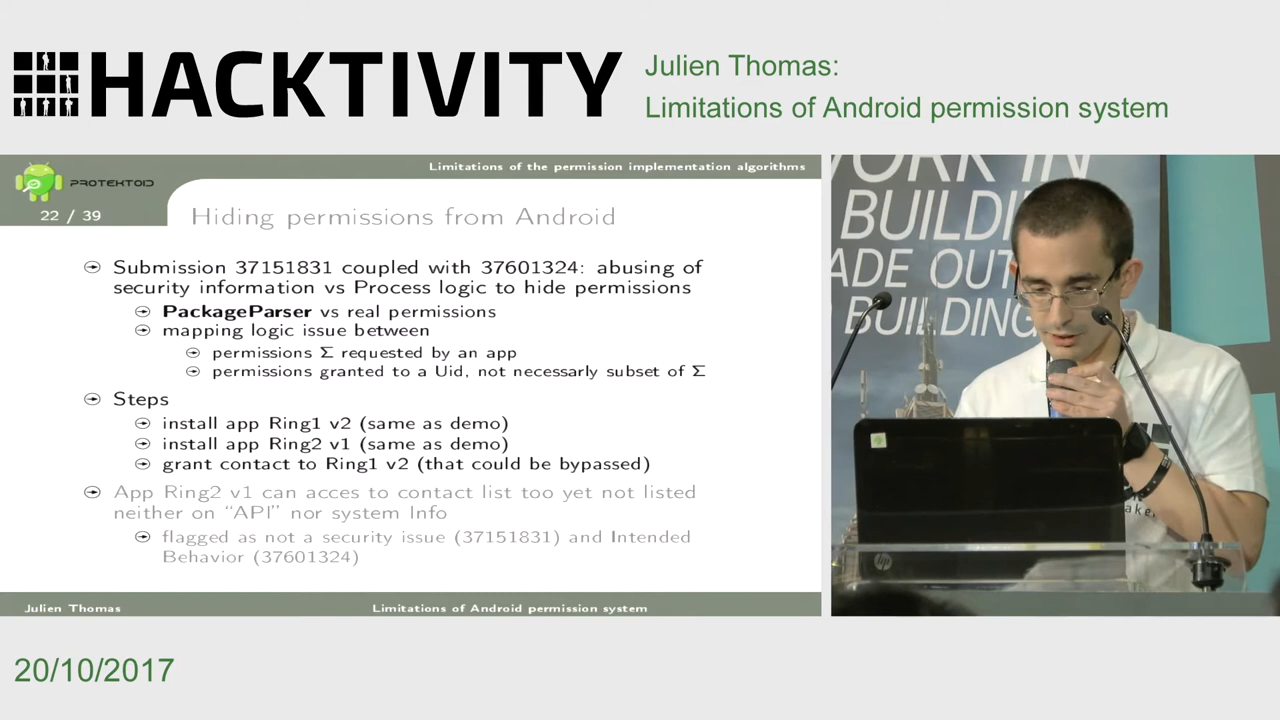 HACKTIVITY
Julien Thomas:
Limitations of Android permission system
Limitations of the permission implementation algorithms
PROTEKTOID
22 / 39
Hiding permissions from Android
Submission 37151831 coupled with 37601324: abusing of
security information vs Process logic to hide permissions
PackageParser vs real permissions
mapping logic issue between
permissions Σ requested by an app
permissions granted to a Uid, not necessarly subset of Σ
Steps
install app Ring1 v2 (same as demo)
install app Ring2 v1 (same as demo)
grant contact to Ring1 v2 (that could be bypassed)
App Ring2 v1 can acces to contact list too yet not listed
neither on “API” nor system Info
flagged as not a security issue (37151831) and Intended
Behavior (37601324)
Julien Thomas
Limitations of Android permission system
WORK IN
BUILDING
ADE OUT
BUILDING
hp
20/10/2017